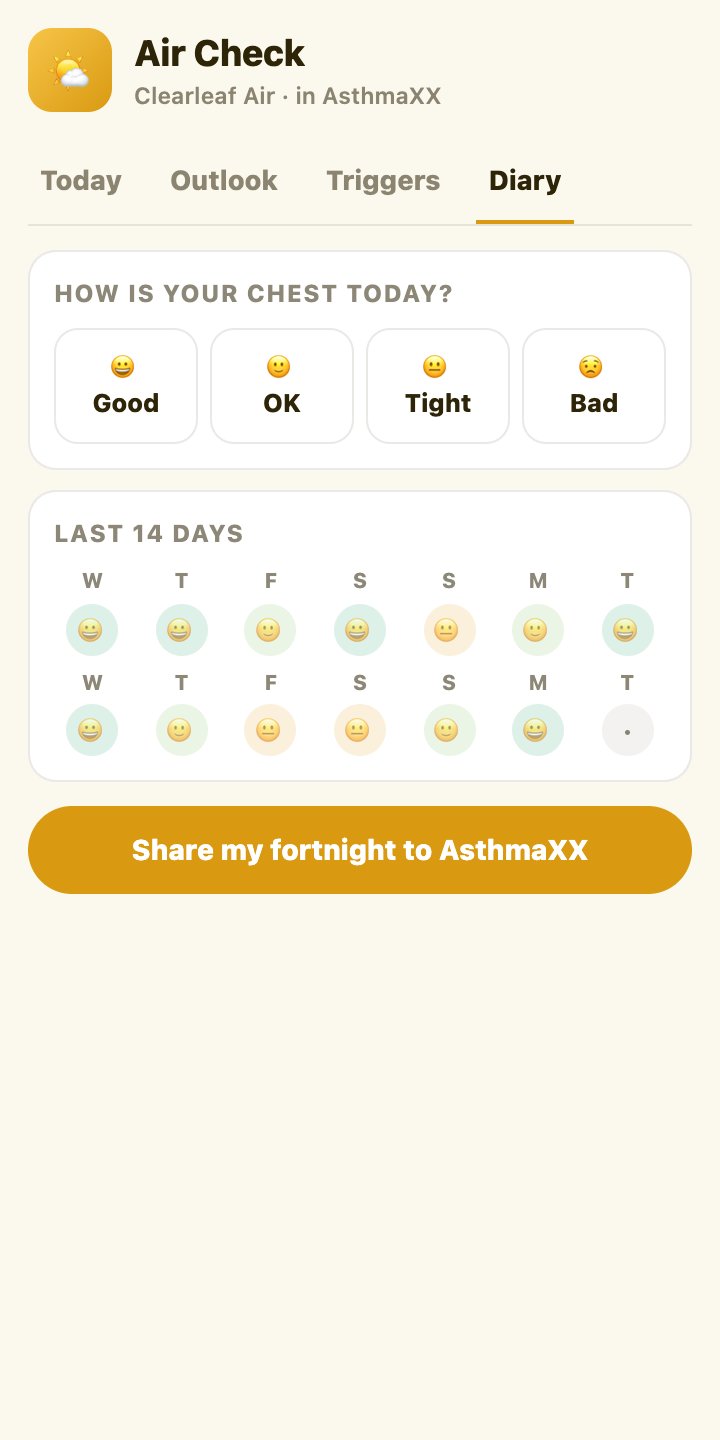 Air Check
Clearleaf Air · in AsthmaXX
Today Outlook Triggers Diary
HOW IS YOUR CHEST TODAY?
Good OK Tight Bad
LAST 14 DAYS
W T F S S M T
W T F S S M T
Share my fortnight to AsthmaXX